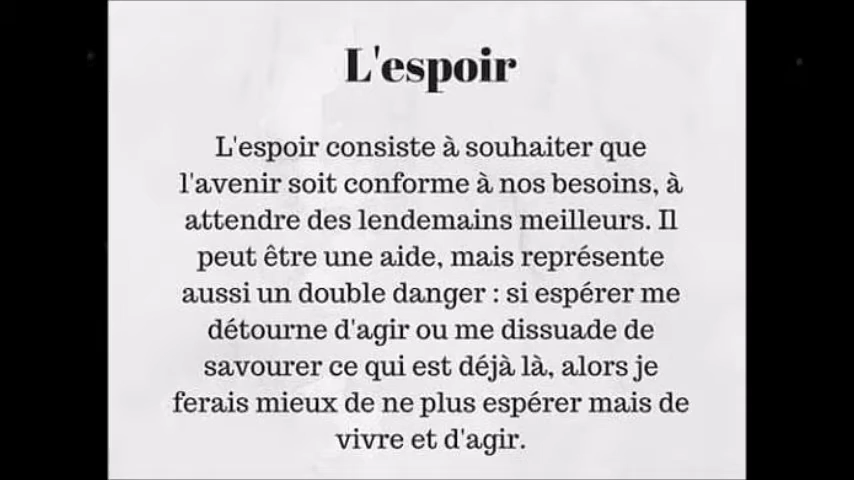 L'espoir
L'espoir consiste à souhaiter que
l'avenir soit conforme à nos besoins, à
attendre des lendemains meilleurs. Il
peut être une aide, mais représente
aussi un double danger : si espérer me
détourne d'agir ou me dissuade de
savourer ce qui est déjà là, alors je
ferais mieux de ne plus espérer mais de
vivre et d'agir.